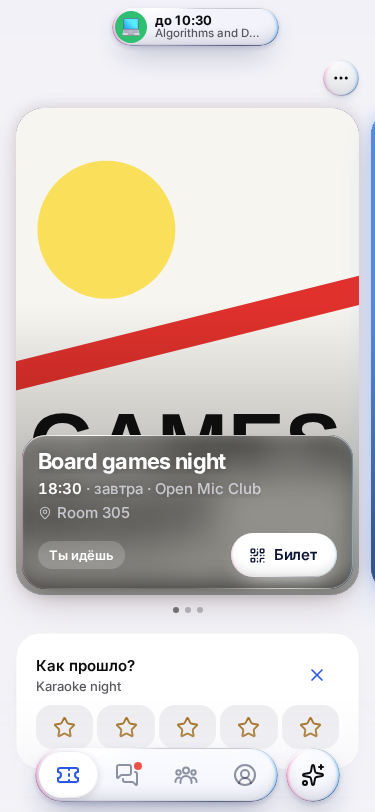 до 10:30
Algorithms and D...
GAMES
Board games night
18:30 · завтра · Open Mic Club
Room 305
Ты идёшь
Билет
Как прошло?
Karaoke night